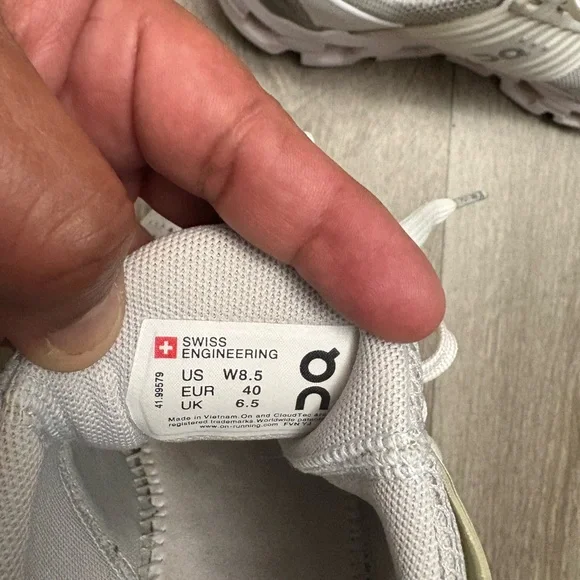 SWISS
ENGINEERING
US W8.5
EUR 40
UK 6.5
Made in Vietnam.On and CloudTec are
registered trademarks Worldwide
www.on-running.com FVN
41.99579